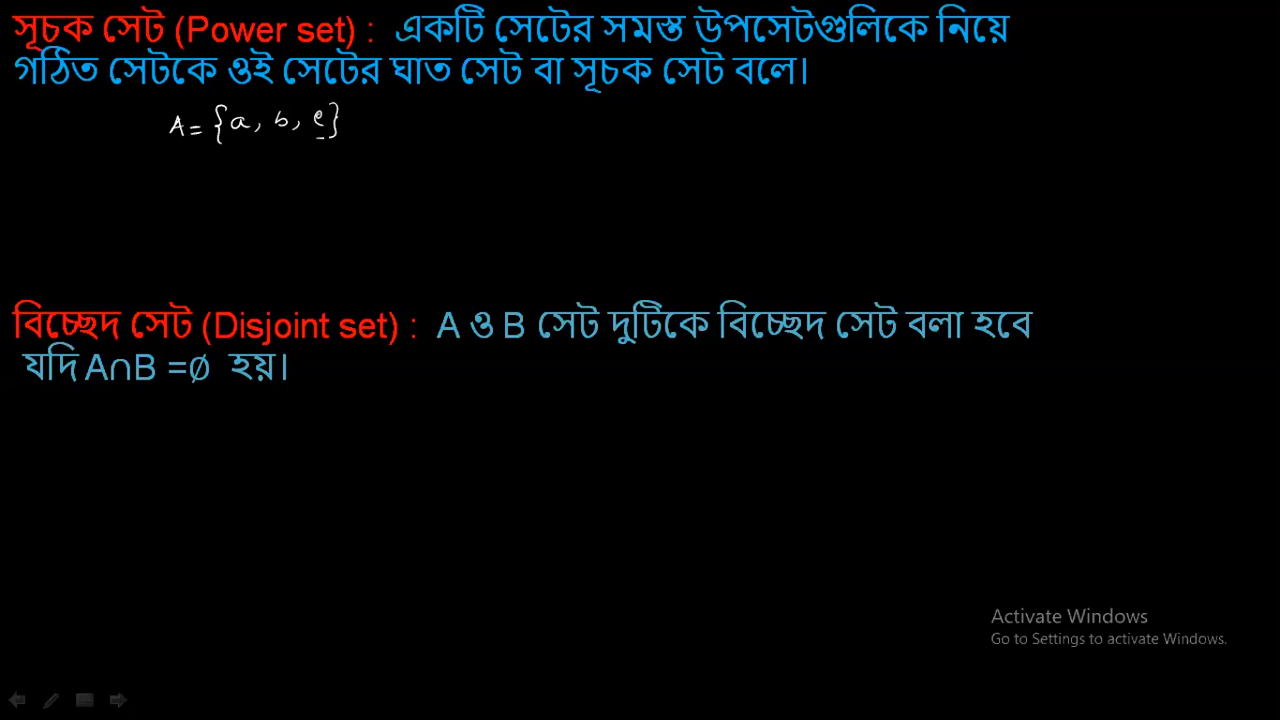 সূচক সেট (Power set) : একটি সেটের সমস্ত উপসেটগুলিকে নিয়ে
গঠিত সেটকে ওই সেটের ঘাত সেট বা সূচক সেট বলে।
A = {a, b, e}
বিচ্ছেদ সেট (Disjoint set) : A ও B সেট দুটিকে বিচ্ছেদ সেট বলা হবে
যদি A∩B =∅ হয়।
Activate Windows
Go to Settings to activate Windows.